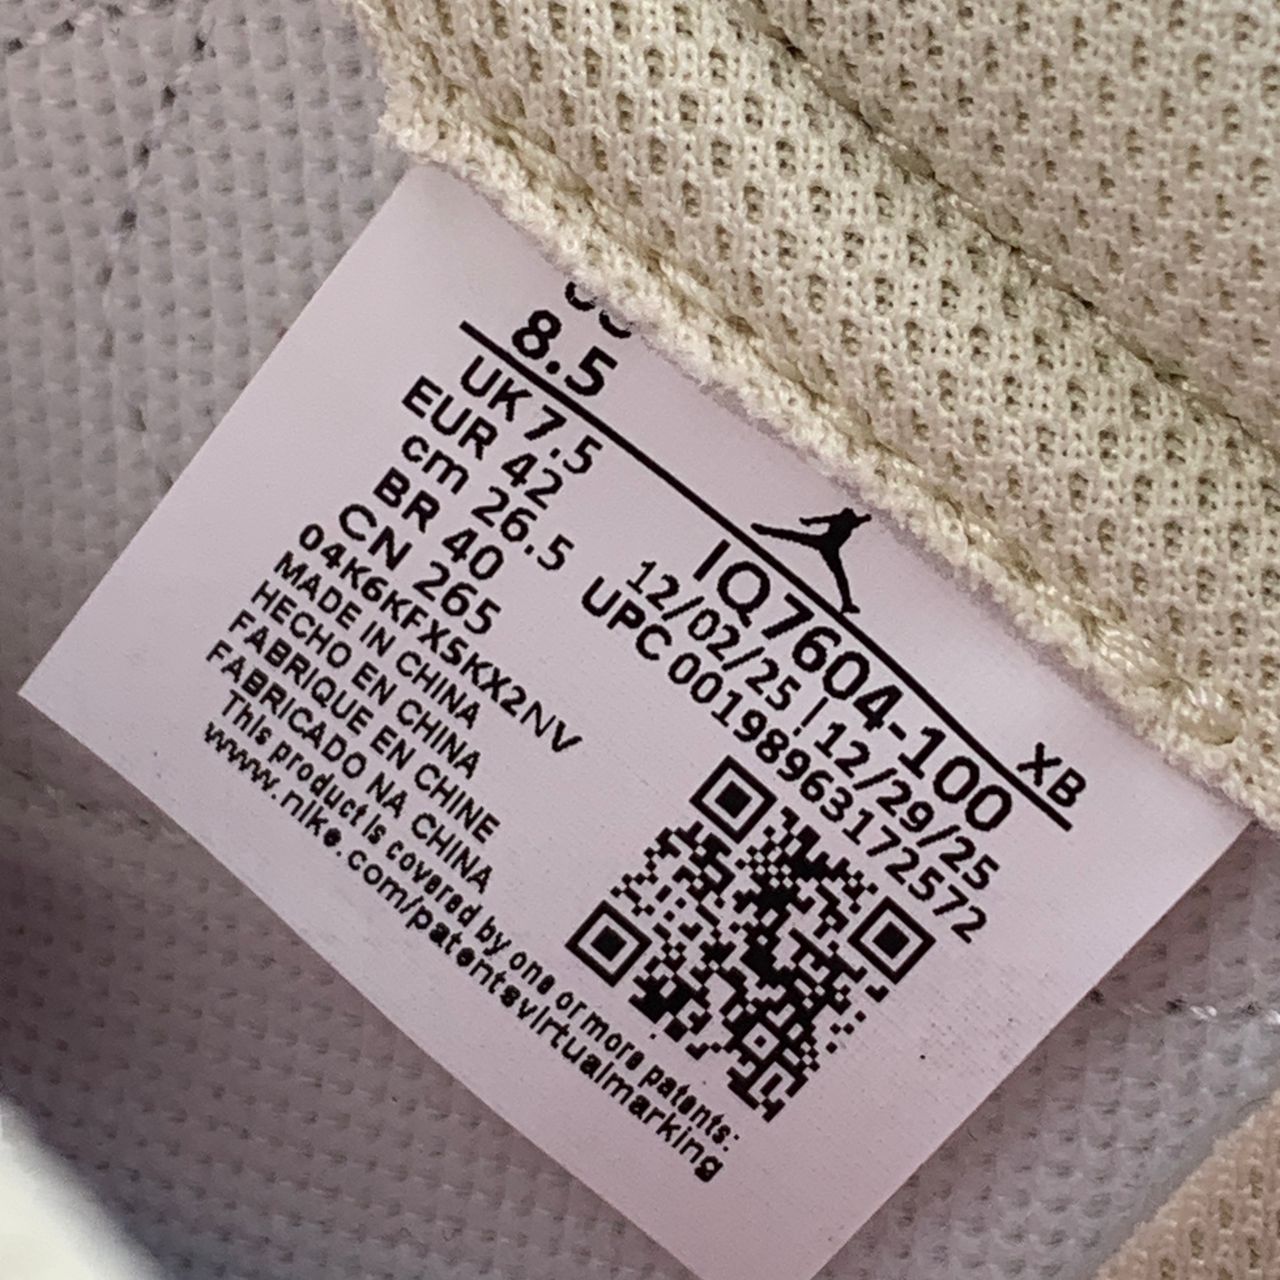 8.5
UK 7.5
EUR 42
cm 26.5
BR 40
CN 265
04K6KFX5KX2NV
MADE IN CHINA
HECHO EN CHINA
FABRIQUE EN CHINE
FABRICADO NA CHINA
This product is covered by one or more patents:
www.nike.com/patentsvirtualmarking
XB
IQ7604-100
12/02/25 | 12/29/25
UPC 00198963172572